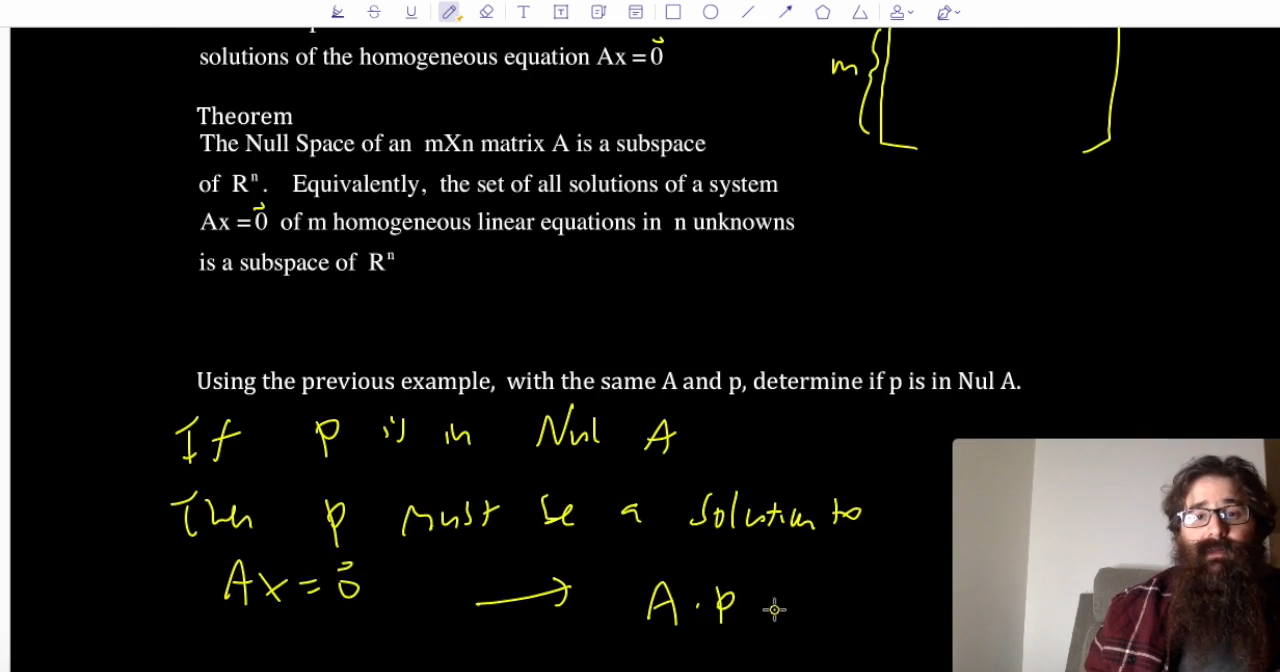 solutions of the homogeneous equation Ax = 0⃗
m
Theorem
The Null Space of an mXn matrix A is a subspace
of Rⁿ. Equivalently, the set of all solutions of a system
Ax = 0⃗ of m homogeneous linear equations in n unknowns
is a subspace of Rⁿ
Using the previous example, with the same A and p, determine if p is in Nul A.
If p is in Nul A
Then p must be a solution to
Ax = 0⃗ → A · p